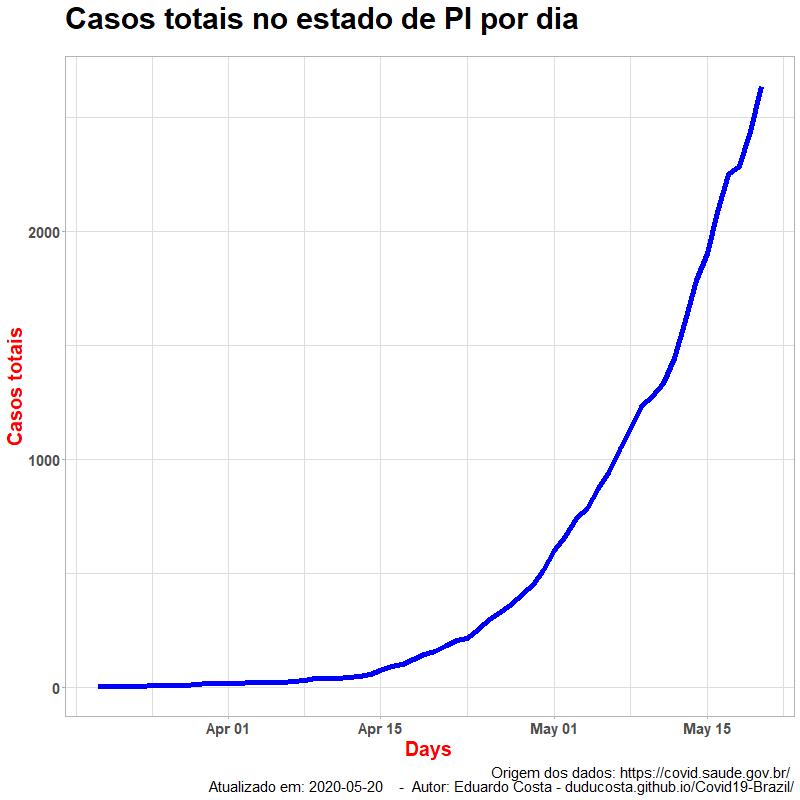 Casos totais no estado de PI por dia
Casos totais
2000
1000
0
Apr 01
Apr 15
May 01
May 15
Days
Origem dos dados: https://covid.saude.gov.br/
Atualizado em: 2020-05-20 - Autor: Eduardo Costa - duducosta.github.io/Covid19-Brazil/